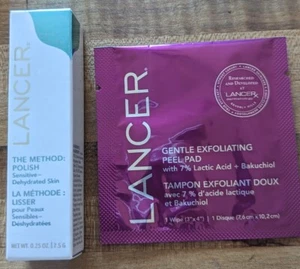 LANCER.
THE METHOD:
POLISH
Sensitive-
Dehydrated Skin
LA MÉTHODE :
LISSER
pour Peaux
Sensibles-
Déshydratées
NET WT 0.25 OZ. | 7.5 G
LANCER.
LANCER
GENTLE EXFOLIATING
PEEL PAD
with 7% Lactic Acid + Bakuchiol
TAMPON EXFOLIANT DOUX
avec 7 % d'acide lactique
et Bakuchiol